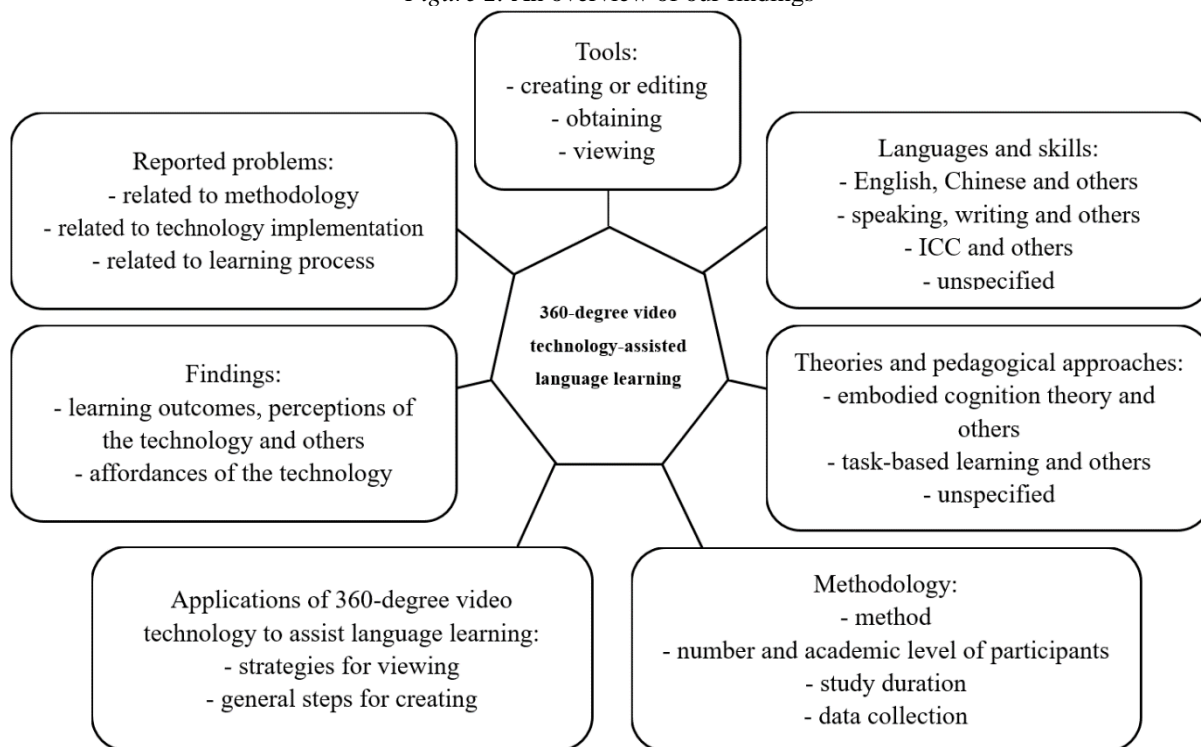 Figure 2. An overview of our findings
Tools:
- creating or editing
- obtaining
- viewing
Reported problems:
- related to methodology
- related to technology implementation
- related to learning process
Languages and skills:
- English, Chinese and others
- speaking, writing and others
- ICC and others
- unspecified
360-degree video
technology-assisted
language learning
Findings:
- learning outcomes, perceptions of
the technology and others
- affordances of the technology
Theories and pedagogical approaches:
- embodied cognition theory and
others
- task-based learning and others
- unspecified
Applications of 360-degree video
technology to assist language learning:
- strategies for viewing
- general steps for creating
Methodology:
- method
- number and academic level of participants
- study duration
- data collection